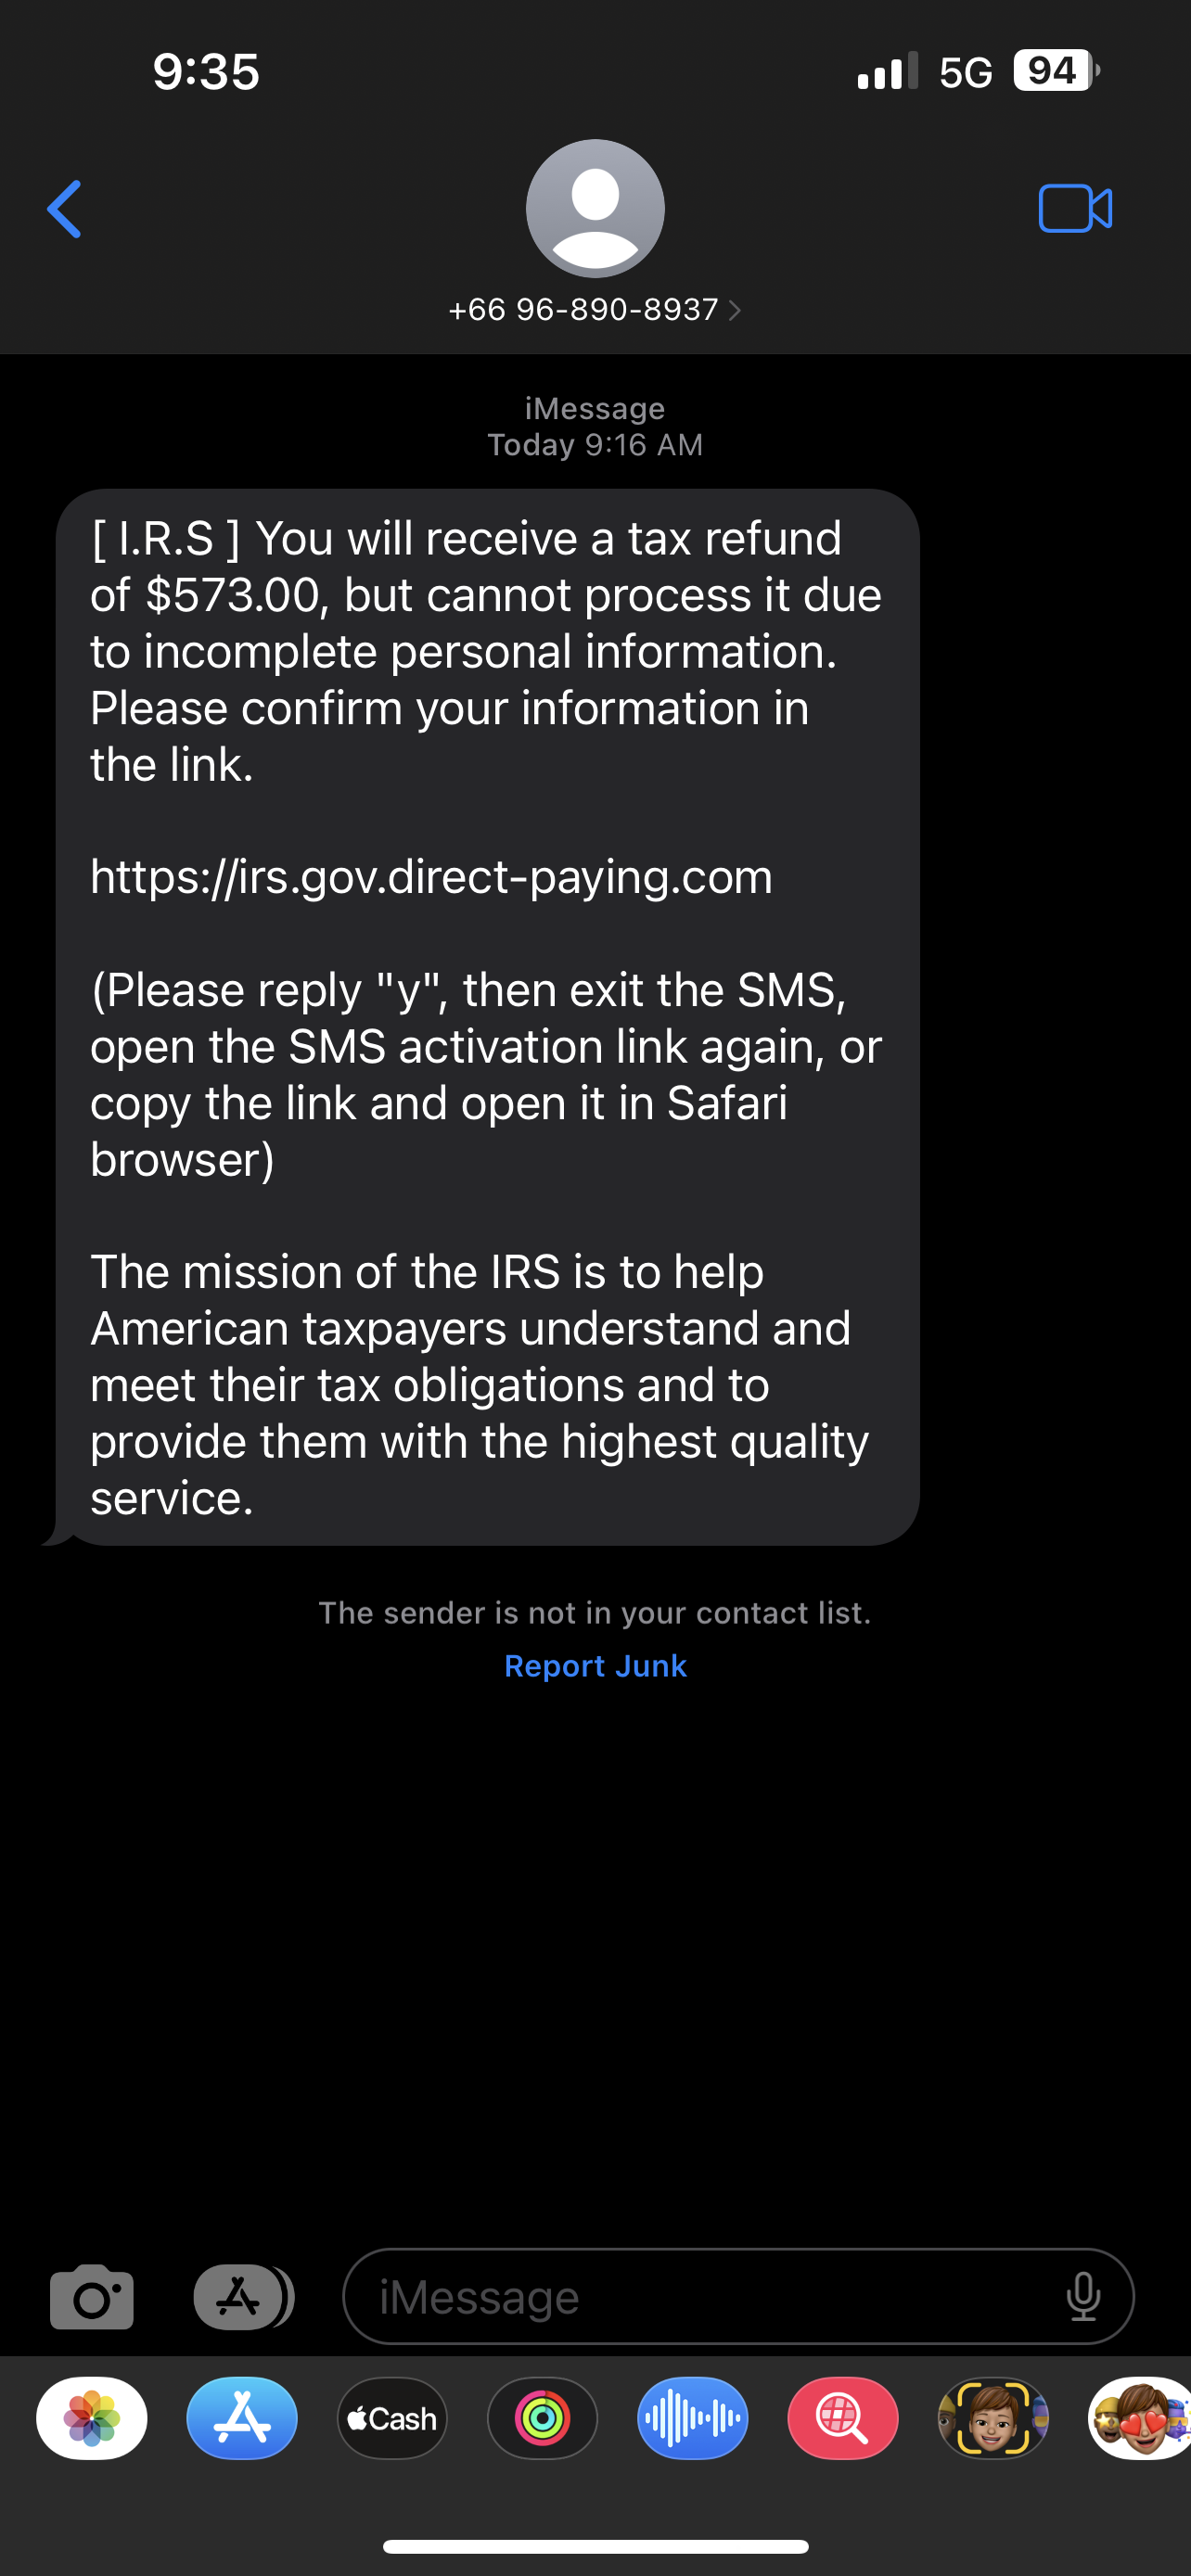 9:35
5G 94
+66 96-890-8937
iMessage
Today 9:16 AM
[ I.R.S ] You will receive a tax refund
of $573.00, but cannot process it due
to incomplete personal information.
Please confirm your information in
the link.
https://irs.gov.direct-paying.com
(Please reply "y", then exit the SMS,
open the SMS activation link again, or
copy the link and open it in Safari
browser)
The mission of the IRS is to help
American taxpayers understand and
meet their tax obligations and to
provide them with the highest quality
service.
The sender is not in your contact list.
Report Junk
iMessage
Cash